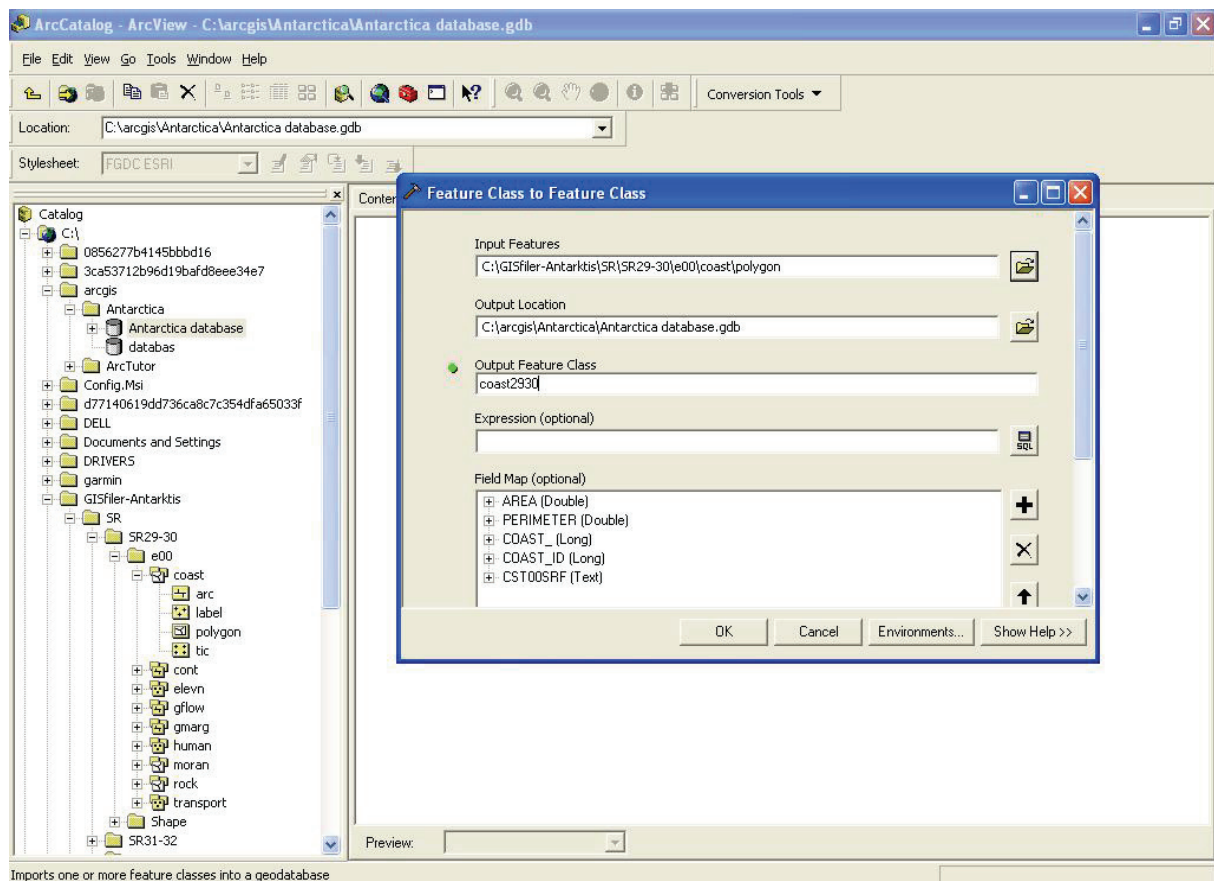 ArcCatalog - ArcView - C:\arcgis\Antarctica\Antarctica database.gdb
File Edit View Go Tools Window Help
Conversion Tools
Location: C:\arcgis\Antarctica\Antarctica database.gdb
Stylesheet: FGDC ESRI
Catalog
C:\
0856277b4145bbbd16
3ca53712b96d19bafd8eee34e7
arcgis
Antarctica
Antarctica database
databas
ArcTutor
Config.Msi
d77140619dd736ca8c7c354dfa65033f
DELL
Documents and Settings
DRIVERS
garmin
GISfiler-Antarktis
SR
SR29-30
e00
coast
arc
label
polygon
tic
cont
elevn
gflow
gmarg
human
moran
rock
transport
Shape
SR31-32
Conter
Feature Class to Feature Class
Input Features
C:\GISfiler-Antarktis\SR\SR29-30\e00\coast\polygon
Output Location
C:\arcgis\Antarctica\Antarctica database.gdb
Output Feature Class
coast2930
Expression (optional)
SQL
Field Map (optional)
AREA (Double)
PERIMETER (Double)
COAST_ (Long)
COAST_ID (Long)
CST00SRF (Text)
OK Cancel Environments... Show Help >>
Preview:
Imports one or more feature classes into a geodatabase